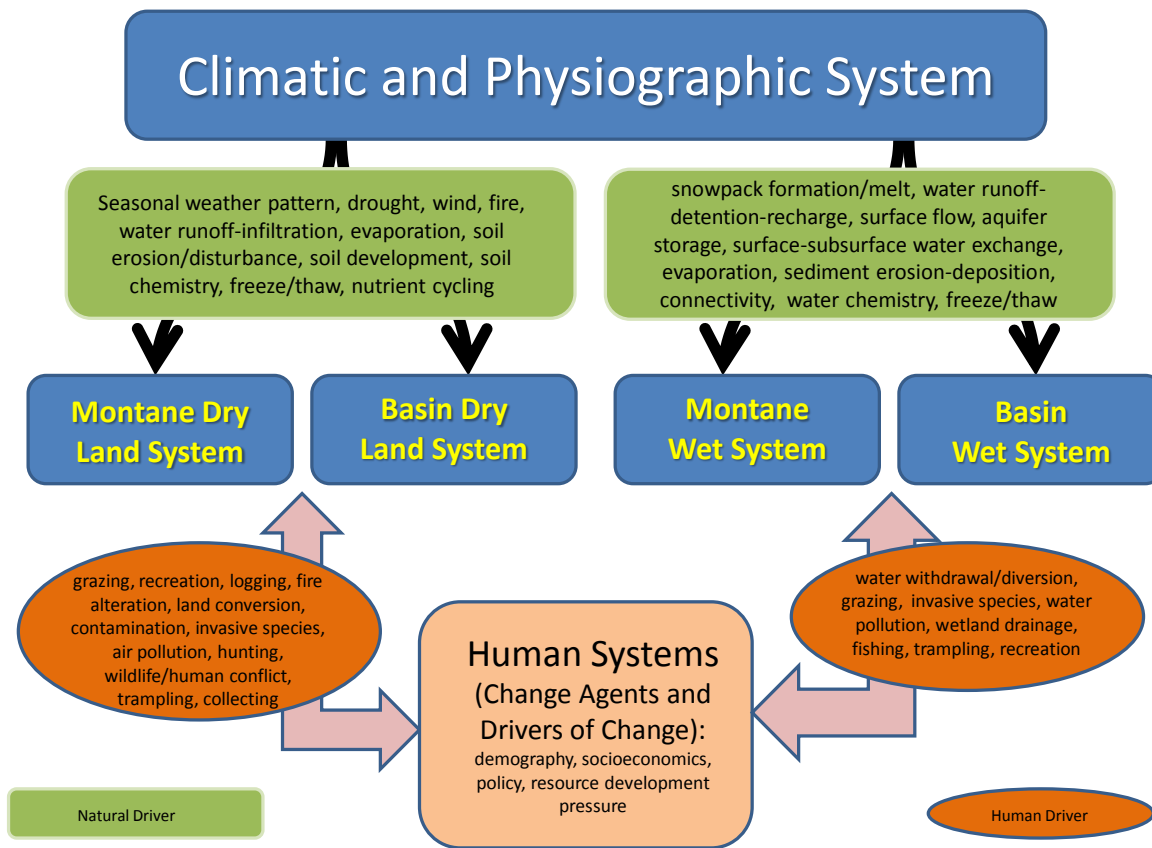 Climatic and Physiographic System
Seasonal weather pattern, drought, wind, fire,
water runoff-infiltration, evaporation, soil
erosion/disturbance, soil development, soil
chemistry, freeze/thaw, nutrient cycling
snowpack formation/melt, water runoff-
detention-recharge, surface flow, aquifer
storage, surface-subsurface water exchange,
evaporation, sediment erosion-deposition,
connectivity, water chemistry, freeze/thaw
Montane Dry
Land System
Basin Dry
Land System
Montane
Wet System
Basin
Wet System
grazing, recreation, logging, fire
alteration, land conversion,
contamination, invasive species,
air pollution, hunting,
wildlife/human conflict,
trampling, collecting
water withdrawal/diversion,
grazing, invasive species, water
pollution, wetland drainage,
fishing, trampling, recreation
Human Systems
(Change Agents and
Drivers of Change):
demography, socioeconomics,
policy, resource development
pressure
Natural Driver
Human Driver